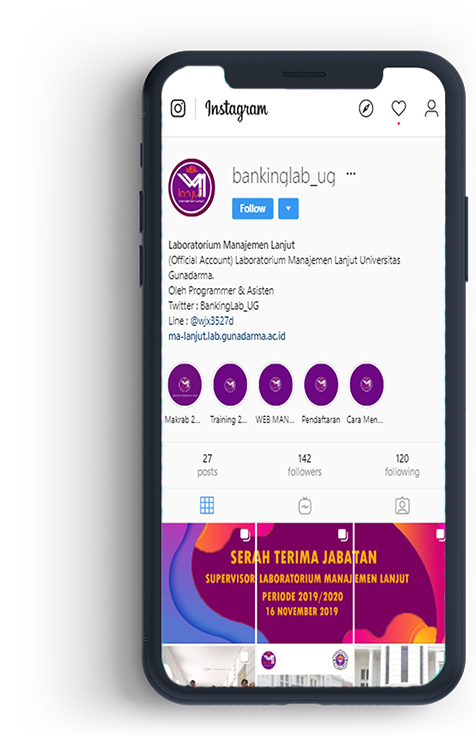 Instagram
bankinglab_ug
Follow
Laboratorium Manajemen Lanjut
(Official Account) Laboratorium Manajemen Lanjut Universitas
Gunadarma.
Oleh Programmer & Asisten
Twitter : BankingLab_UG
Line : @wjx3527d
ma-lanjut.lab.gunadarma.ac.id
Makrab 2... Training 2... WEB MAN... Pendaftaran Cara Men...
27 142 120
posts followers following
SERAH TERIMA JABATAN
SUPERVISOR LABORATORIUM MANAJEMEN LANJUT
PERIODE 2019/2020
16 NOVEMBER 2019